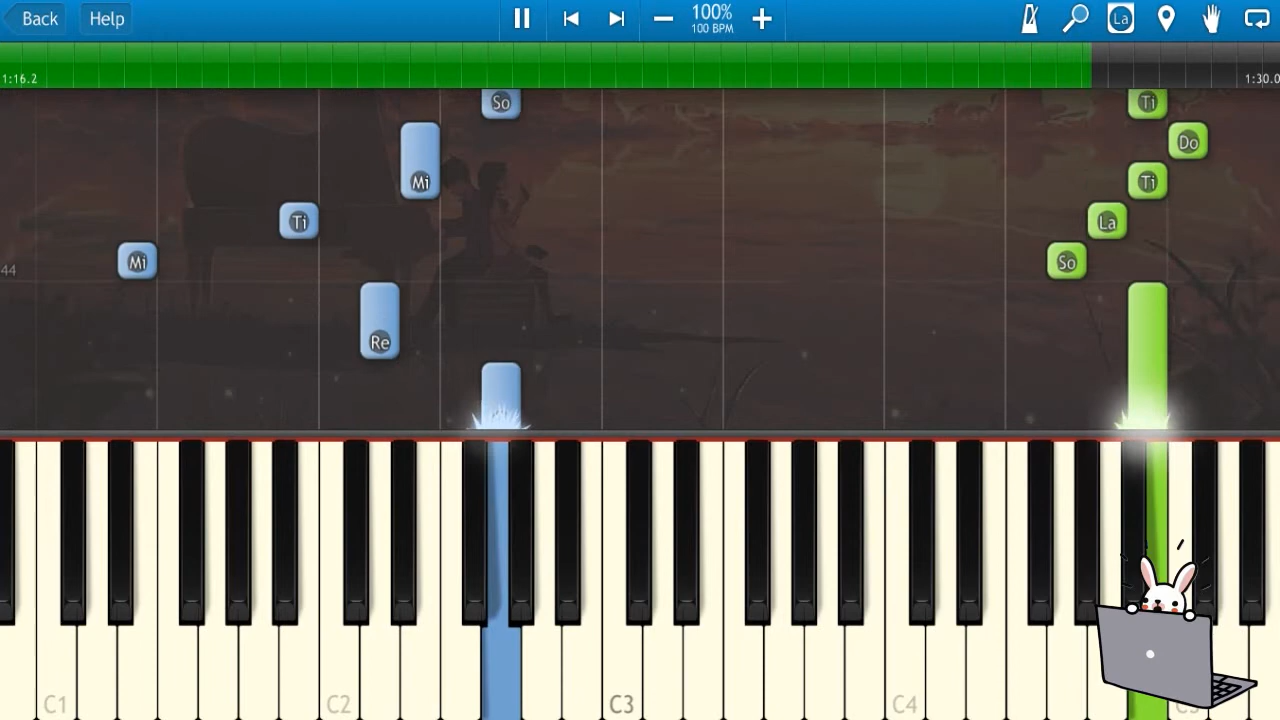 Back
Help
100%
100 BPM
La
1:16.2
1:30.0
So
Ti
Do
Mi
Ti
Ti
La
Mi
So
44
Re
C1
C2
C3
C4